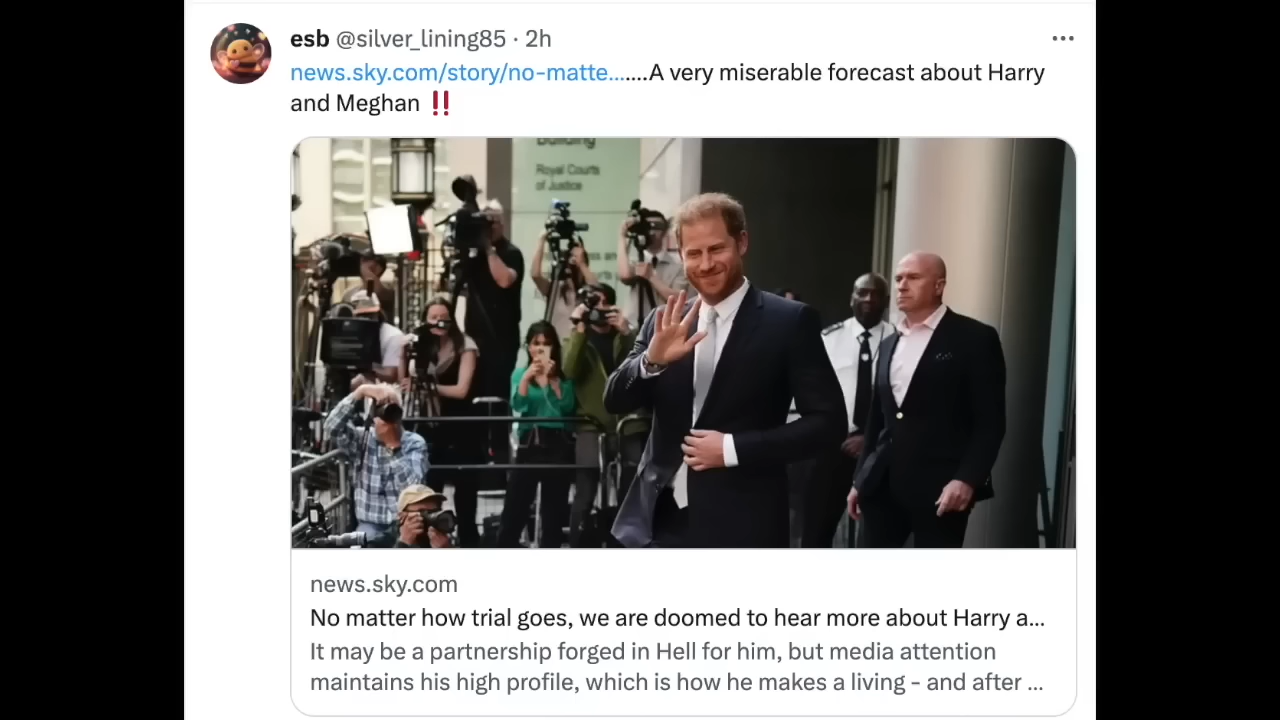 esb @silver_lining85 · 2h
news.sky.com/story/no-matte…....A very miserable forecast about Harry
and Meghan ‼️
Building
Royal Courts
of Justice
news.sky.com
No matter how trial goes, we are doomed to hear more about Harry a...
It may be a partnership forged in Hell for him, but media attention
maintains his high profile, which is how he makes a living - and after ...